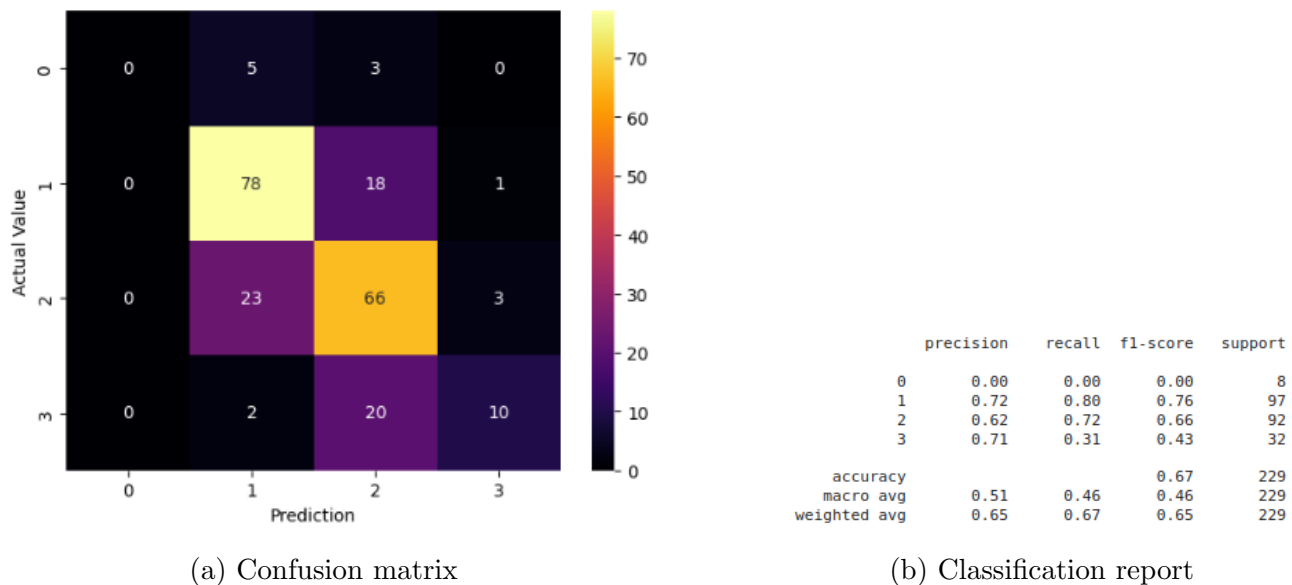 0 5 3 0
0 78 18 1
0 23 66 3
0 2 20 10
0
1
2
3
Actual Value
0 1 2 3
Prediction
70
60
50
40
30
20
10
0
precision recall f1-score support
0 0.00 0.00 0.00 8
1 0.72 0.80 0.76 97
2 0.62 0.72 0.66 92
3 0.71 0.31 0.43 32
accuracy 0.67 229
macro avg 0.51 0.46 0.46 229
weighted avg 0.65 0.67 0.65 229
(a) Confusion matrix
(b) Classification report